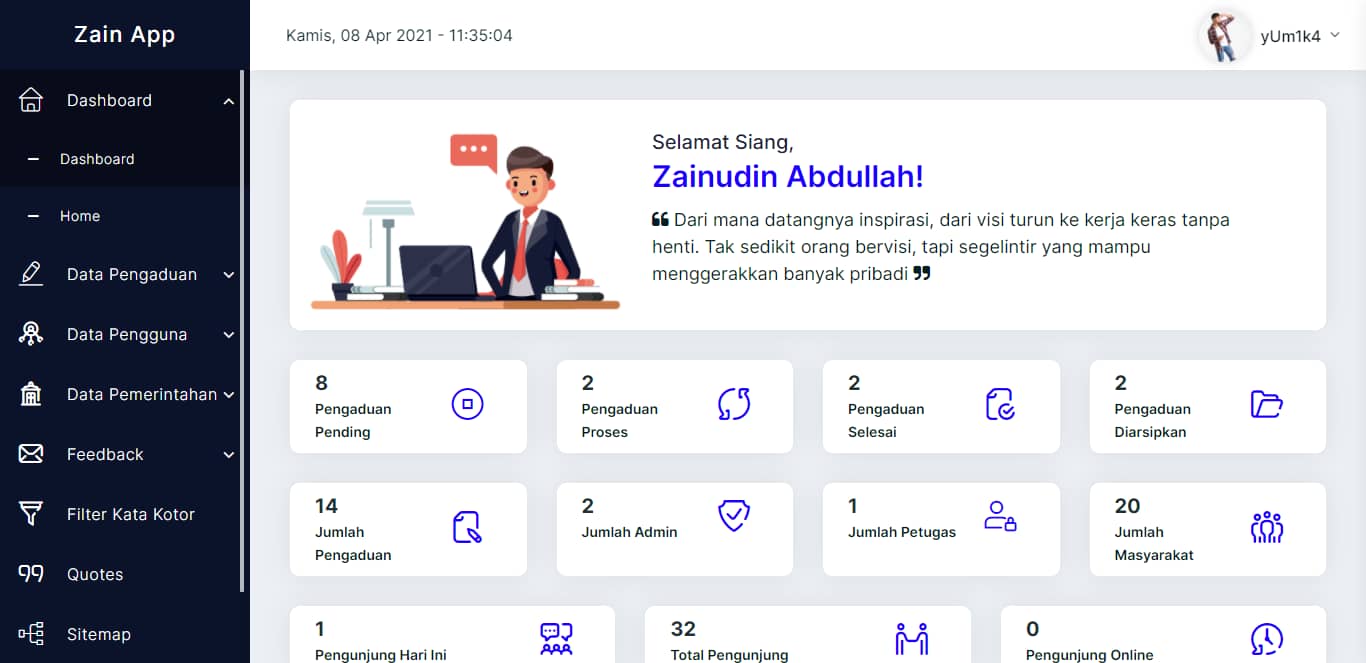 Zain App
Kamis, 08 Apr 2021 - 11:35:04
yUm1k4
Dashboard
Dashboard
Home
Data Pengaduan
Data Pengguna
Data Pemerintahan
Feedback
Filter Kata Kotor
Quotes
Sitemap
Selamat Siang,
Zainudin Abdullah!
❝ Dari mana datangnya inspirasi, dari visi turun ke kerja keras tanpa
henti. Tak sedikit orang bervisi, tapi segelintir yang mampu
menggerakkan banyak pribadi ❞
8
Pengaduan
Pending
2
Pengaduan
Proses
2
Pengaduan
Selesai
2
Pengaduan
Diarsipkan
14
Jumlah
Pengaduan
2
Jumlah Admin
1
Jumlah Petugas
20
Jumlah
Masyarakat
1
Pengunjung Hari Ini
32
Total Pengunjung
0
Pengunjung Online